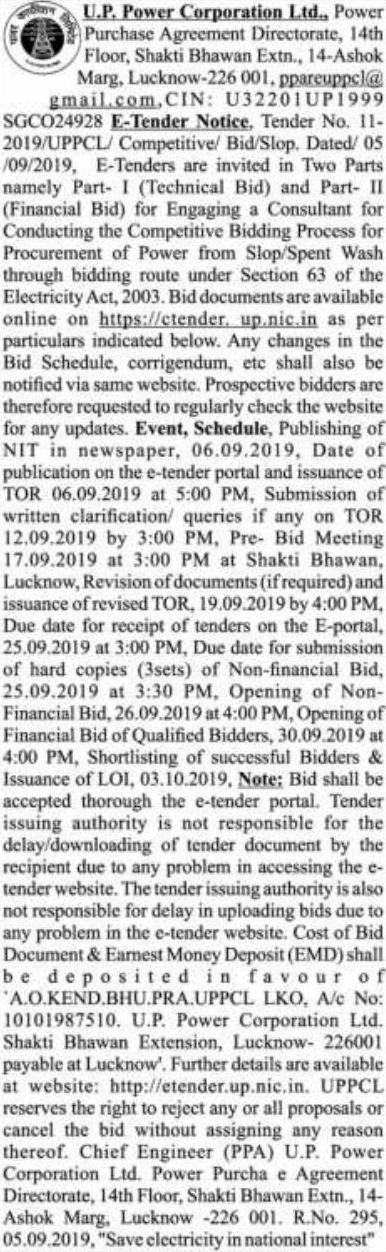 U.P. Power Corporation Ltd., Power
Purchase Agreement Directorate, 14th
Floor, Shakti Bhawan Extn., 14-Ashok
Marg, Lucknow-226 001, ppareuppcl@
gmail.com,CIN: U32201UP1999
SGCO24928 E-Tender Notice, Tender No. 11-
2019/UPPCL/ Competitive/ Bid/Slop. Dated/ 05
/09/2019, E-Tenders are invited in Two Parts
namely Part- I (Technical Bid) and Part- II
(Financial Bid) for Engaging a Consultant for
Conducting the Competitive Bidding Process for
Procurement of Power from Slop/Spent Wash
through bidding route under Section 63 of the
Electricity Act, 2003. Bid documents are available
online on https://ctender, up.nic.in as per
particulars indicated below. Any changes in the
Bid Schedule, corrigendum, etc shall also be
notified via same website. Prospective bidders are
therefore requested to regularly check the website
for any updates. Event, Schedule, Publishing of
NIT in newspaper, 06.09.2019, Date of
publication on the e-tender portal and issuance of
TOR 06.09.2019 at 5:00 PM, Submission of
written clarification/ queries if any on TOR
12.09.2019 by 3:00 PM, Pre- Bid Meeting
17.09.2019 at 3:00 PM at Shakti Bhawan,
Lucknow, Revision of documents (if required) and
issuance of revised TOR, 19.09.2019 by 4:00 PM,
Due date for receipt of tenders on the E-portal,
25.09.2019 at 3:00 PM, Due date for submission
of hard copies (3sets) of Non-financial Bid,
25.09.2019 at 3:30 PM, Opening of Non-
Financial Bid, 26.09.2019 at 4:00 PM, Opening of
Financial Bid of Qualified Bidders, 30.09.2019 at
4:00 PM, Shortlisting of successful Bidders &
Issuance of LOI, 03.10.2019, Note: Bid shall be
accepted thorough the e-tender portal. Tender
issuing authority is not responsible for the
delay/downloading of tender document by the
recipient due to any problem in accessing the e-
tender website. The tender issuing authority is also
not responsible for delay in uploading bids due to
any problem in the e-tender website. Cost of Bid
Document & Earnest Money Deposit (EMD) shall
be deposited in favour of
'A.O.KEND.BHU.PRA.UPPCL LKO, A/c No:
10101987510. U.P. Power Corporation Ltd.
Shakti Bhawan Extension, Lucknow- 226001
payable at Lucknow'. Further details are available
at website: http://etender.up.nic.in. UPPCL
reserves the right to reject any or all proposals or
cancel the bid without assigning any reason
thereof. Chief Engineer (PPA) U.P. Power
Corporation Ltd. Power Purcha e Agreement
Directorate, 14th Floor, Shakti Bhawan Extn., 14-
Ashok Marg, Lucknow -226 001. R.No. 295,
05.09.2019, "Save electricity in national interest"